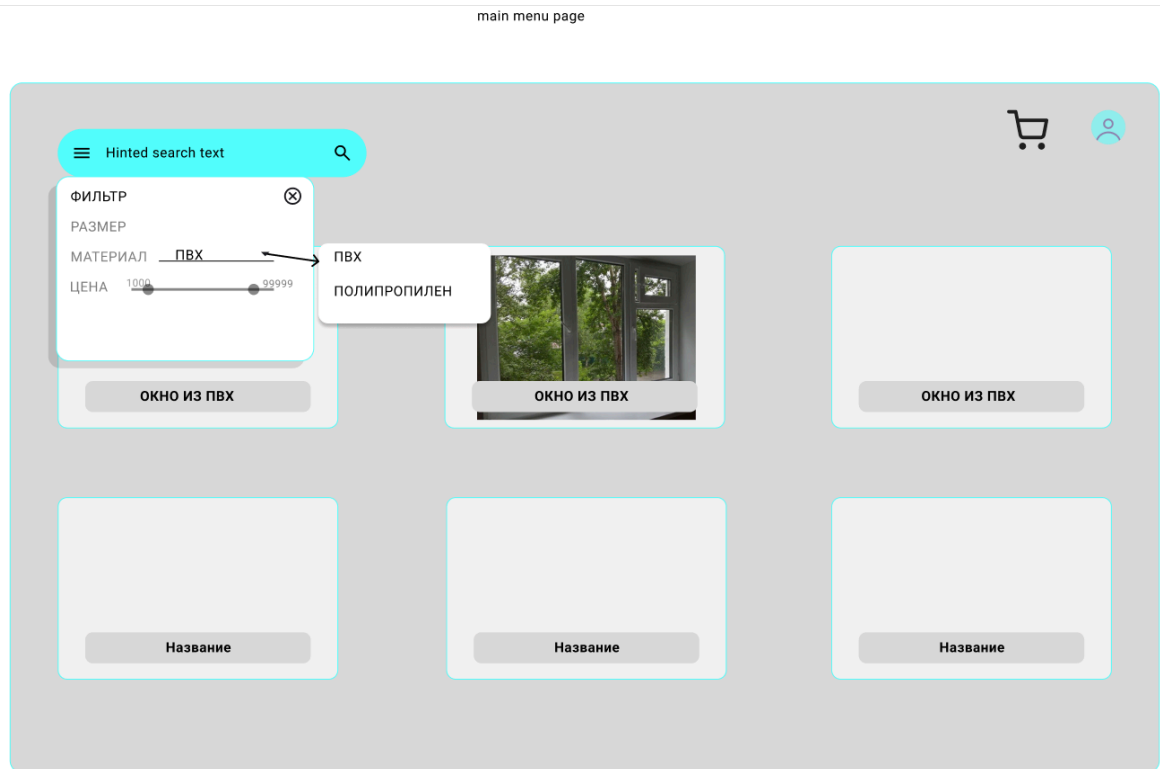 main menu page
Hinted search text
ФИЛЬТР
РАЗМЕР
МАТЕРИАЛ ПВХ
ЦЕНА 1000 99999
ПВХ
ПОЛИПРОПИЛЕН
ОКНО ИЗ ПВХ
ОКНО ИЗ ПВХ
ОКНО ИЗ ПВХ
Название
Название
Название